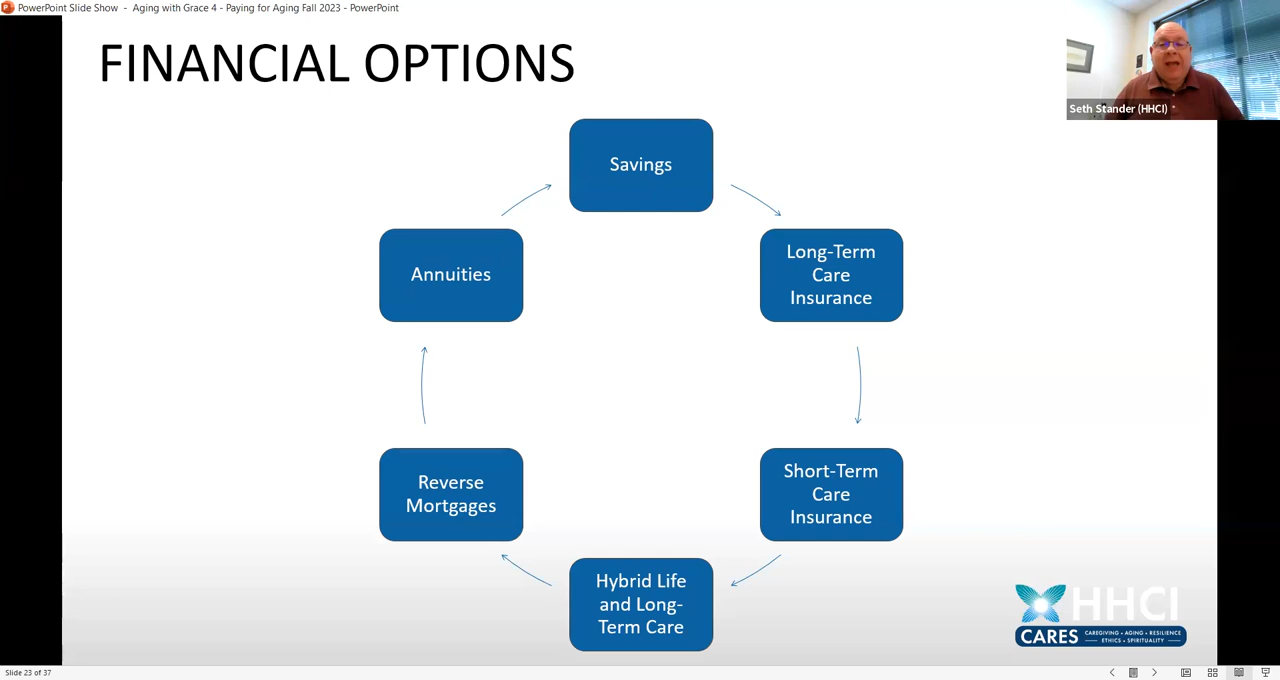 PowerPoint Slide Show - Aging with Grace 4 - Paying for Aging Fall 2023 - PowerPoint
FINANCIAL OPTIONS
Seth Stander (HHCI)
Savings
Long-Term
Care
Insurance
Short-Term
Care
Insurance
Hybrid Life
and Long-
Term Care
Reverse
Mortgages
Annuities
HHCI
CARES
CAREGIVING • AGING • RESILIENCE
ETHICS • SPIRITUALITY
Slide 23 of 37